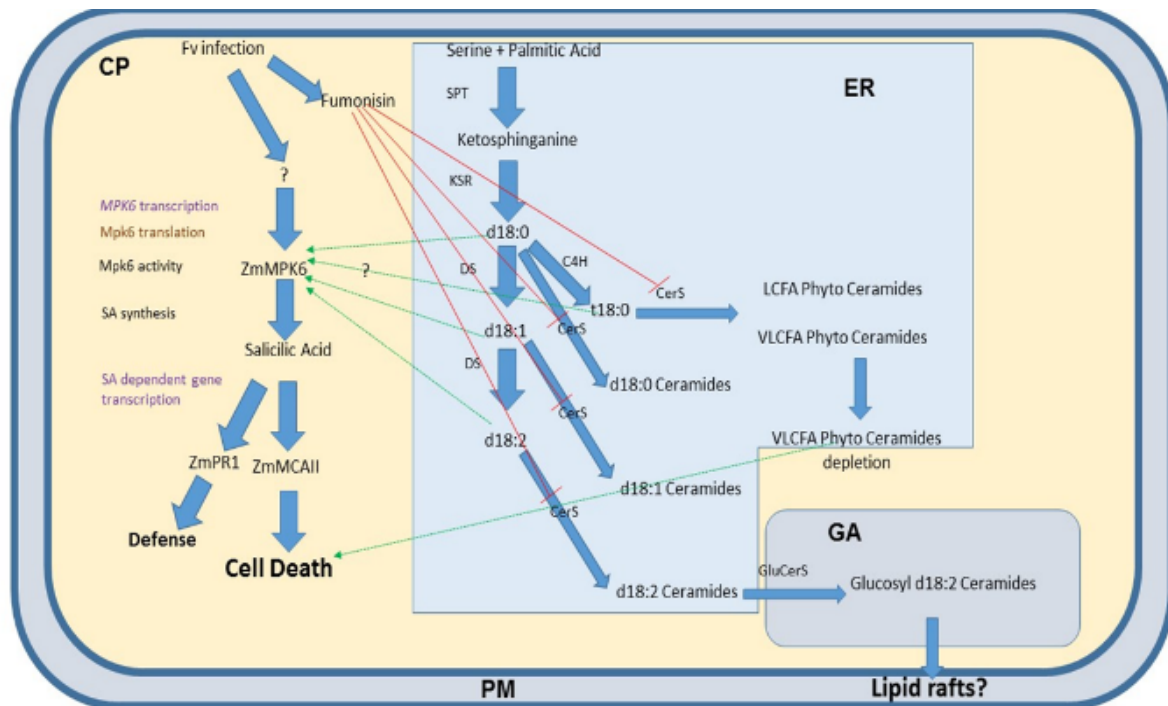 CP
Fv infection
Fumonisin
?
MPK6 transcription
Mpk6 translation
Mpk6 activity
ZmMPK6
?
SA synthesis
Salicilic Acid
SA dependent gene
transcription
ZmPR1
ZmMCAII
Defense
Cell Death
ER
Serine + Palmitic Acid
SPT
Ketosphinganine
KSR
d18:0
DS
C4H
t18:0
CerS
LCFA Phyto Ceramides
VLCFA Phyto Ceramides
VLCFA Phyto Ceramides
depletion
d18:1
CerS
d18:0 Ceramides
DS
CerS
d18:2
d18:1 Ceramides
CerS
d18:2 Ceramides
GA
GluCerS
Glucosyl d18:2 Ceramides
PM
Lipid rafts?